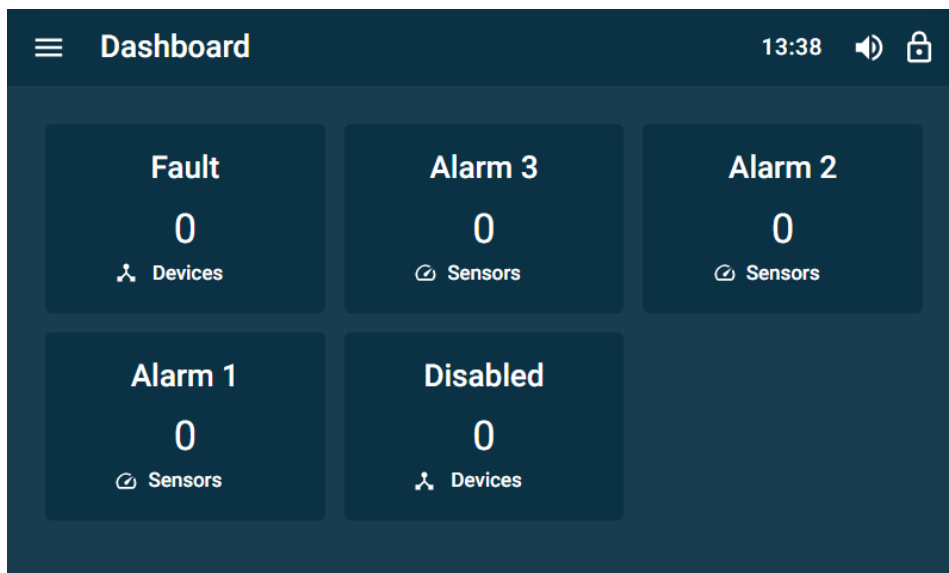 Dashboard 13:38
Fault Alarm 3 Alarm 2
0 0 0
Devices Sensors Sensors
Alarm 1 Disabled
0 0
Sensors Devices